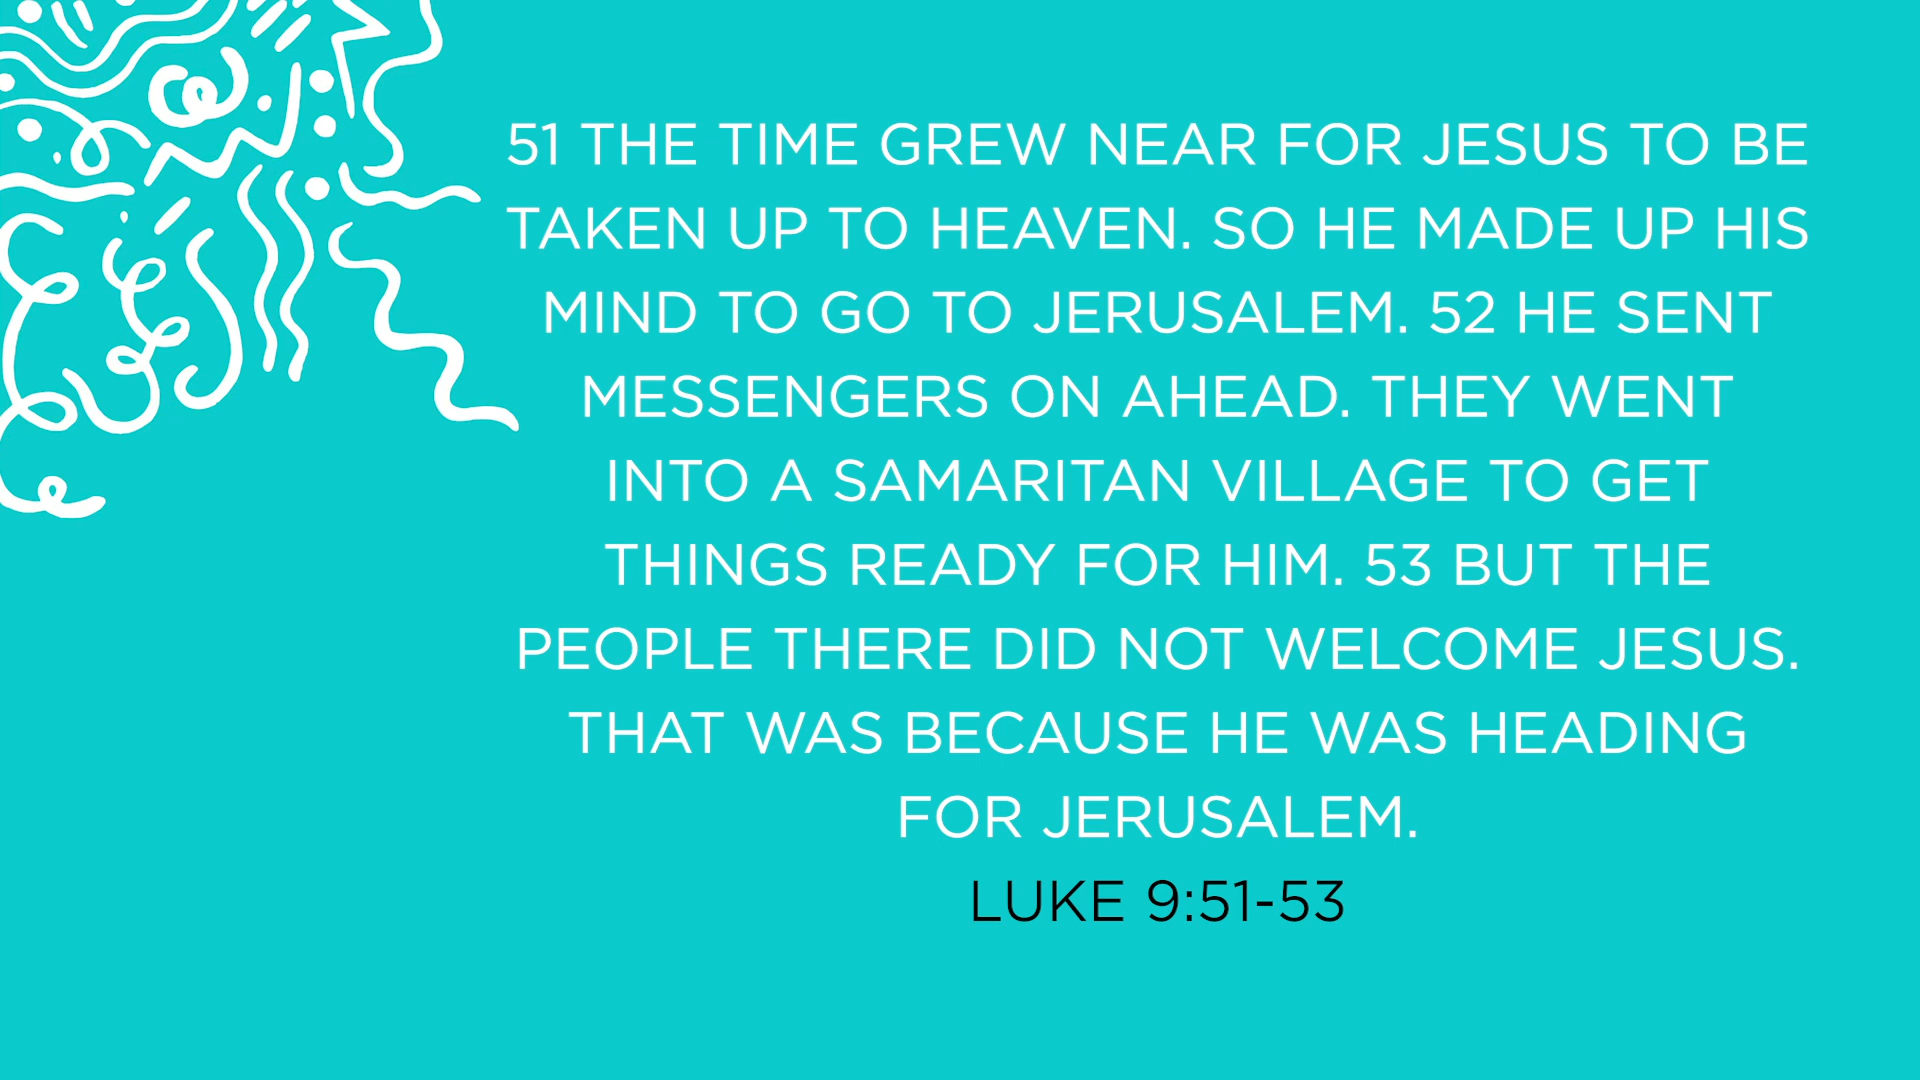 51 THE TIME GREW NEAR FOR JESUS TO BE
TAKEN UP TO HEAVEN. SO HE MADE UP HIS
MIND TO GO TO JERUSALEM. 52 HE SENT
MESSENGERS ON AHEAD. THEY WENT
INTO A SAMARITAN VILLAGE TO GET
THINGS READY FOR HIM. 53 BUT THE
PEOPLE THERE DID NOT WELCOME JESUS.
THAT WAS BECAUSE HE WAS HEADING
FOR JERUSALEM.
LUKE 9:51-53